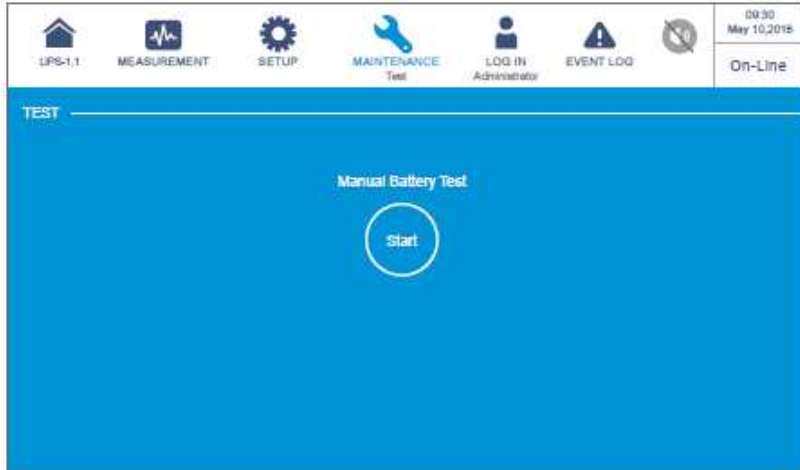 09:30
May 10,2016
UPS-1,1
MEASUREMENT
SETUP
MAINTENANCE
Test
LOG IN
Administrator
EVENT LOG
On-Line
TEST
Manual Battery Test
Start